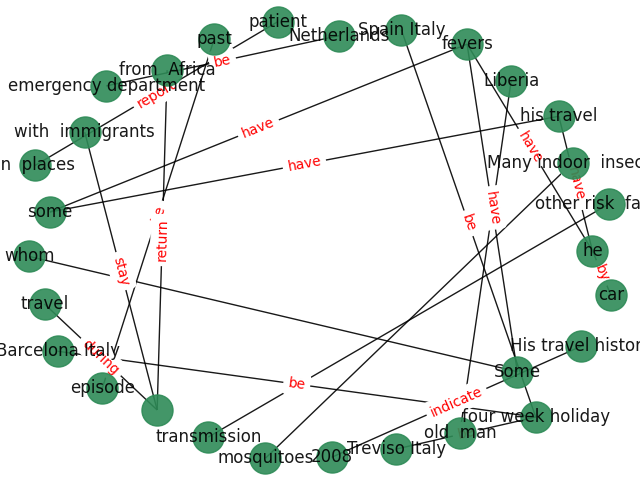 patient
past
Netherlands
Spain Italy
fevers
be
from Africa
emergency department
Liberia
report
his travel
with immigrants
have
have
n places
have
Many indoor insec
have
some
other risk fa
return
be
have
he
whom
stay
by
car
travel
during
Barcelona Italy
His travel histor
Some
episode
be
indicate
four week holiday
transmission
old man
Treviso Italy
mosquitoes
2008